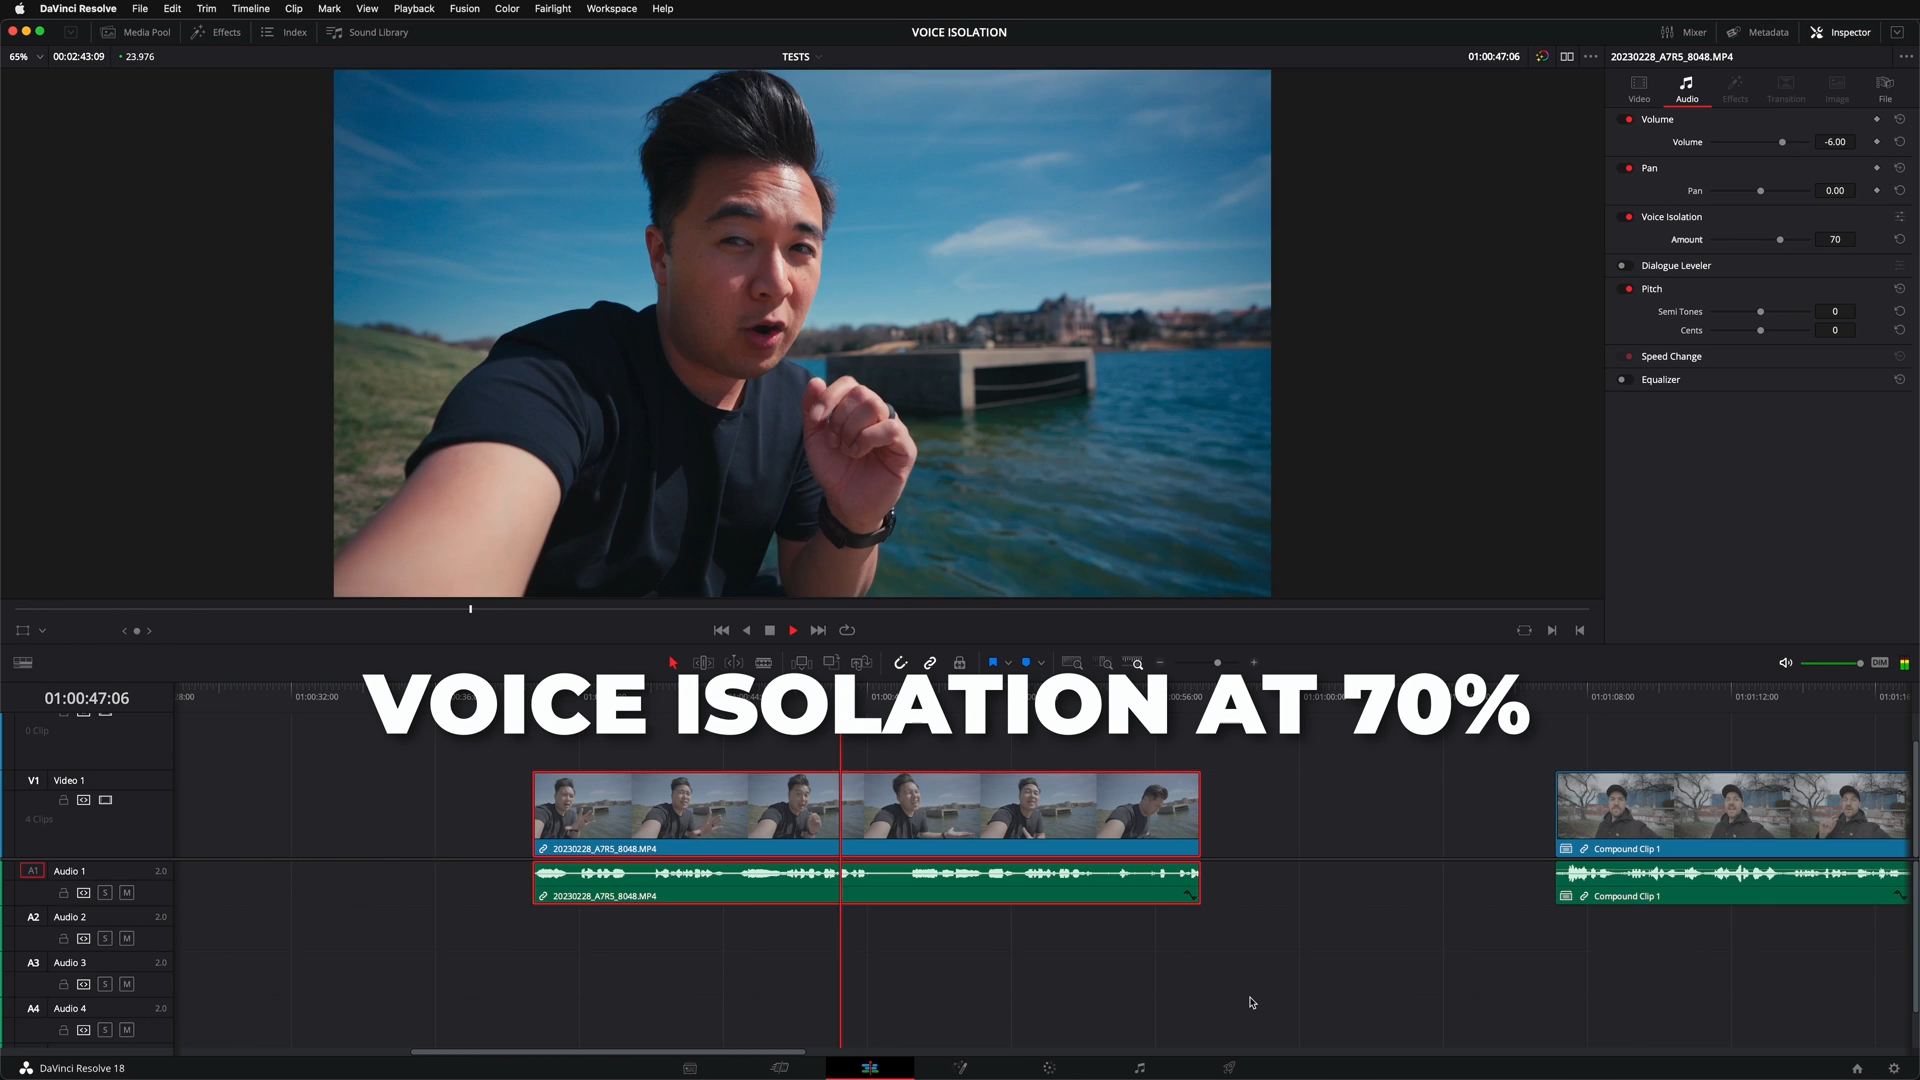 DaVinci Resolve File Edit Trim Timeline Clip Mark View Playback Fusion Color Fairlight Workspace Help
Media Pool Effects Index Sound Library VOICE ISOLATION Mixer Metadata Inspector
65% 00:02:43:09 23.976 TESTS 01:00:47:06 20230228_A7R5_8048.MP4
Video Audio Effects Transition Image File
Volume
Volume -6.00
Pan
Pan 0.00
Voice Isolation
Amount 70
Dialogue Leveler
Pitch
Semi Tones 0
Cents 0
Speed Change
Equalizer
DIM
01:00:47:06 01:00:32:00 01:01:08:00 01:01:12:00
VOICE ISOLATION AT 70%
0 Clip
V1 Video 1
4 Clips
20230228_A7R5_8048.MP4 Compound Clip 1
A1 Audio 1 2.0
S M
20230228_A7R5_8048.MP4 Compound Clip 1
A2 Audio 2 2.0
S M
A3 Audio 3 2.0
S M
A4 Audio 4 2.0
S M
DaVinci Resolve 18